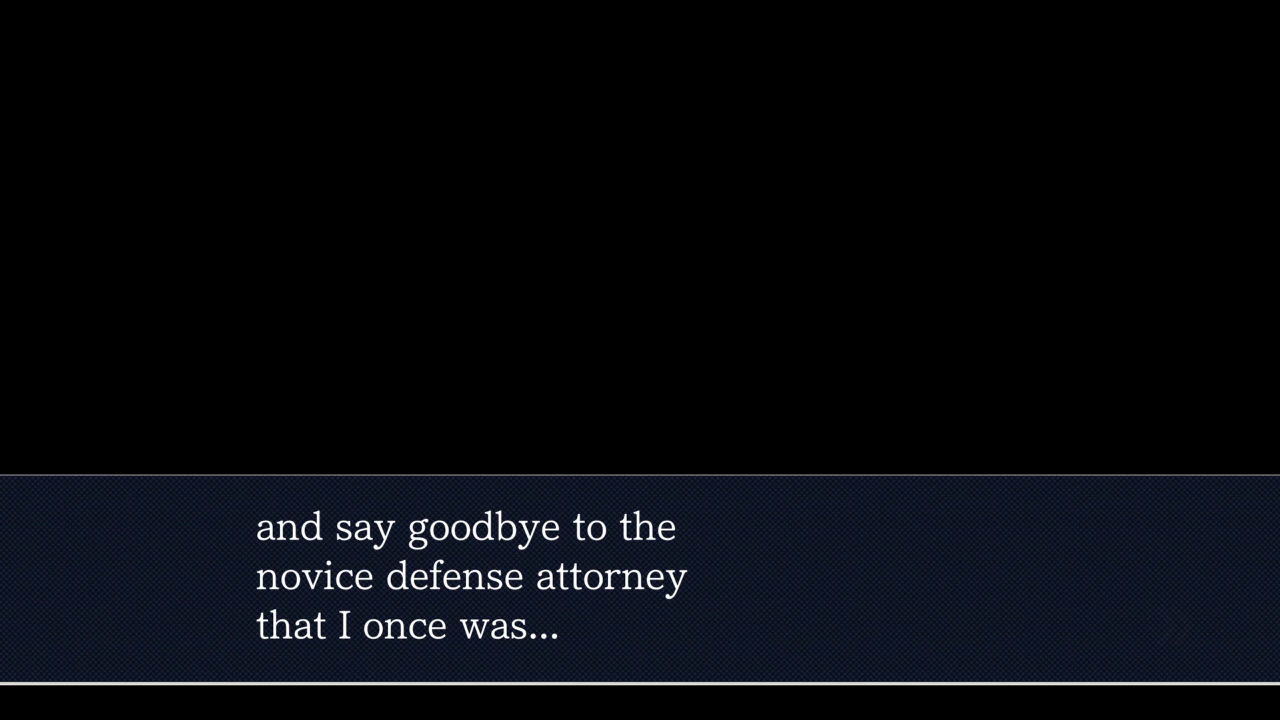 and say goodbye to the
novice defense attorney
that I once was...